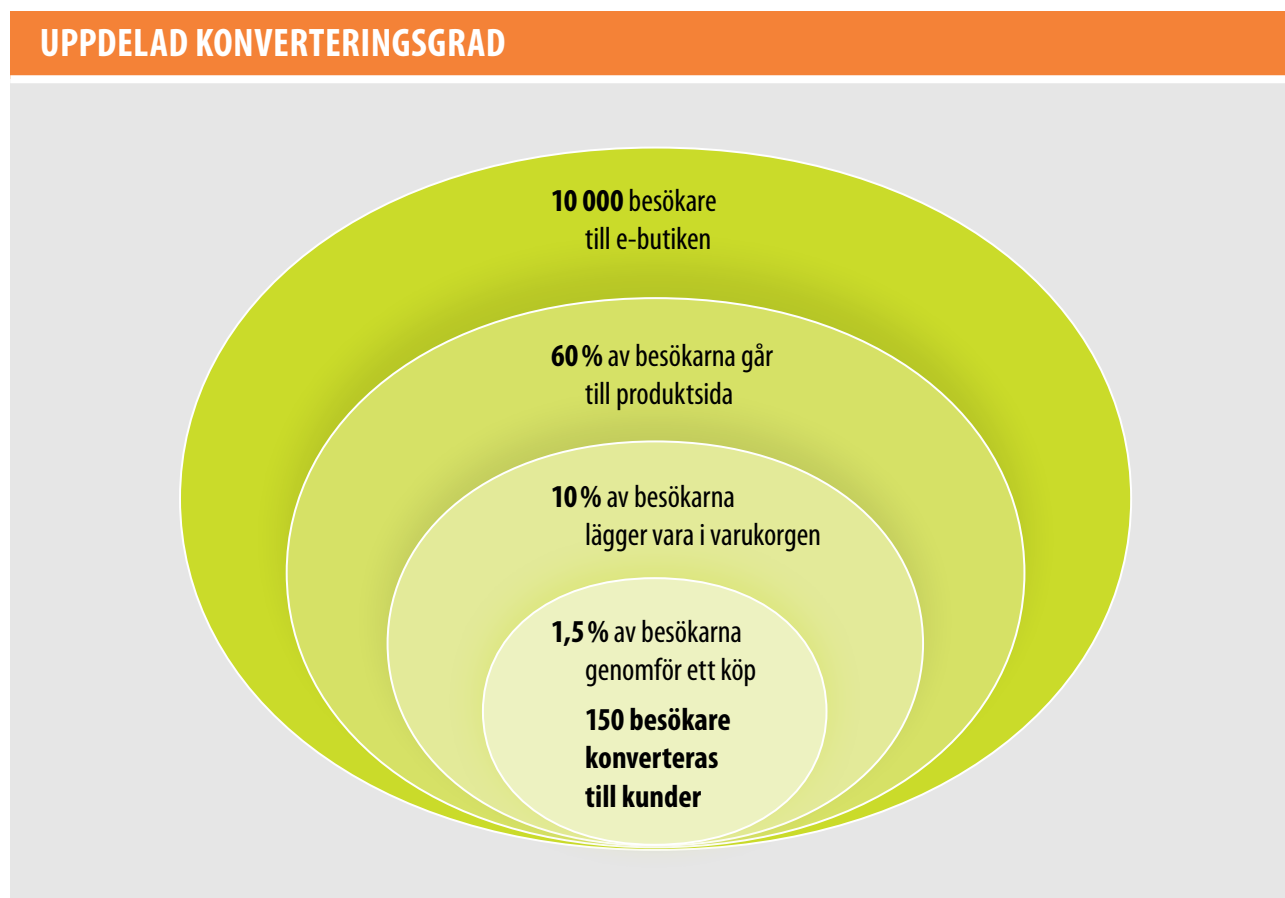 UPPDELAD KONVERTERINGSGRAD
10 000 besökare
till e-butiken
60 % av besökarna går
till produktsida
10 % av besökarna
lägger vara i varukorgen
1,5 % av besökarna
genomför ett köp
150 besökare
konverteras
till kunder